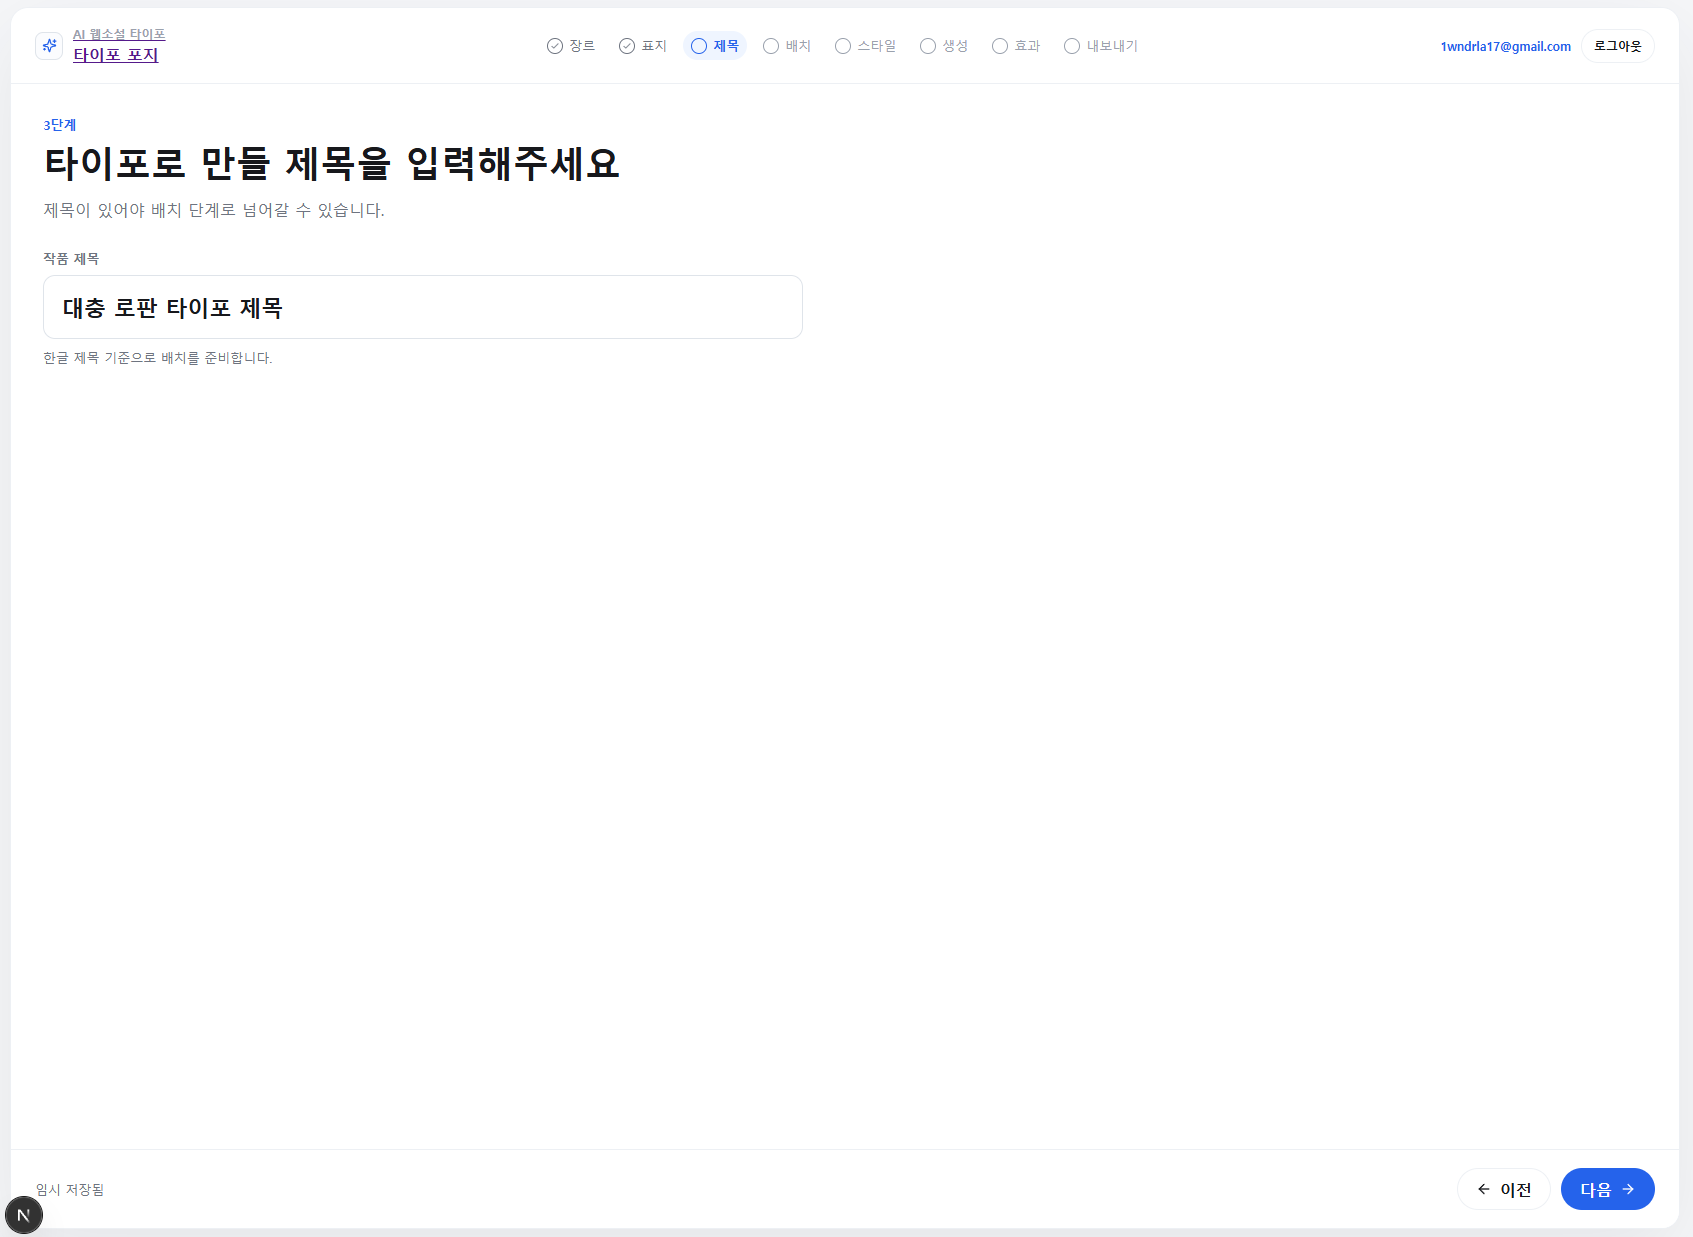 AI 웹소설 타이포
타이포 포지
장르
표지
제목
배치
스타일
생성
효과
내보내기
1wndrla17@gmail.com
로그아웃
3단계
타이포로 만들 제목을 입력해주세요
제목이 있어야 배치 단계로 넘어갈 수 있습니다.
작품 제목
대충 로판 타이포 제목
한글 제목 기준으로 배치를 준비합니다.
임시 저장됨
이전
다음
N